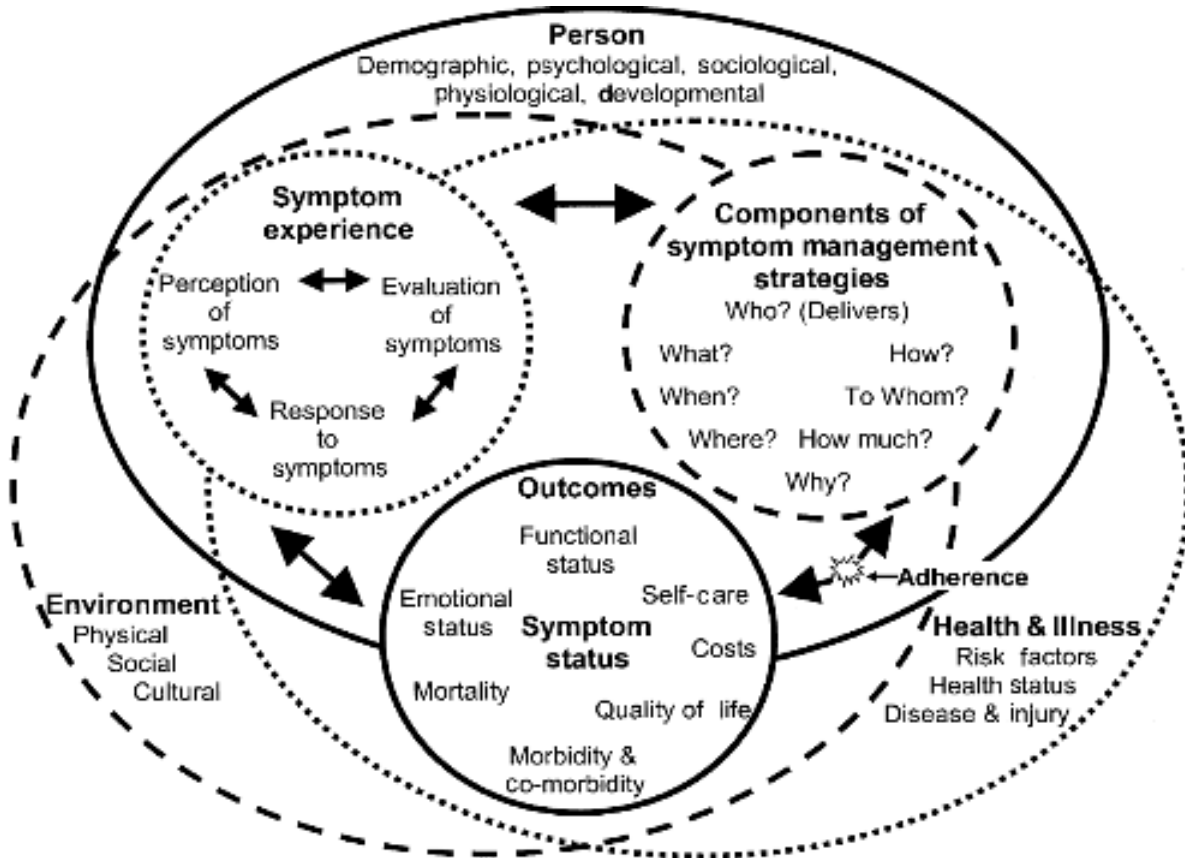 Person
Demographic, psychological, sociological,
physiological, developmental
Symptom
experience
Perception
of
symptoms
Evaluation
of
symptoms
Response
to
symptoms
Components of
symptom management
strategies
Who? (Delivers)
What?
How?
When?
To Whom?
Where?
How much?
Why?
Outcomes
Functional
status
Emotional
status
Self-care
Symptom
status
Costs
Mortality
Quality of life
Morbidity &
co-morbidity
Adherence
Environment
Physical
Social
Cultural
Health & Illness
Risk factors
Health status
Disease & injury